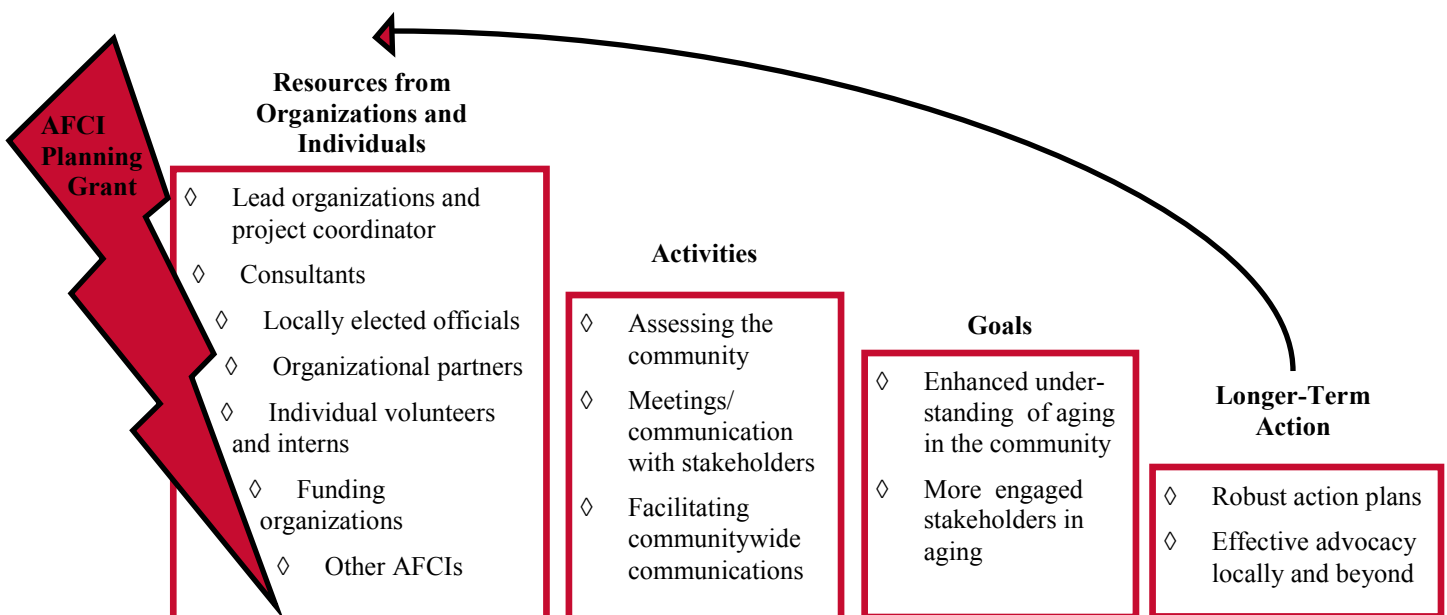 AFCI
Planning
Grant
Resources from
Organizations and
Individuals
◊ Lead organizations and
project coordinator
◊ Consultants
◊ Locally elected officials
◊ Organizational partners
◊ Individual volunteers
and interns
◊ Funding
organizations
◊ Other AFCIs
Activities
◊ Assessing the
community
◊ Meetings/
communication
with stakeholders
◊ Facilitating
communitywide
communications
Goals
◊ Enhanced under-
standing of aging
in the community
◊ More engaged
stakeholders in
aging
Longer-Term
Action
◊ Robust action plans
◊ Effective advocacy
locally and beyond